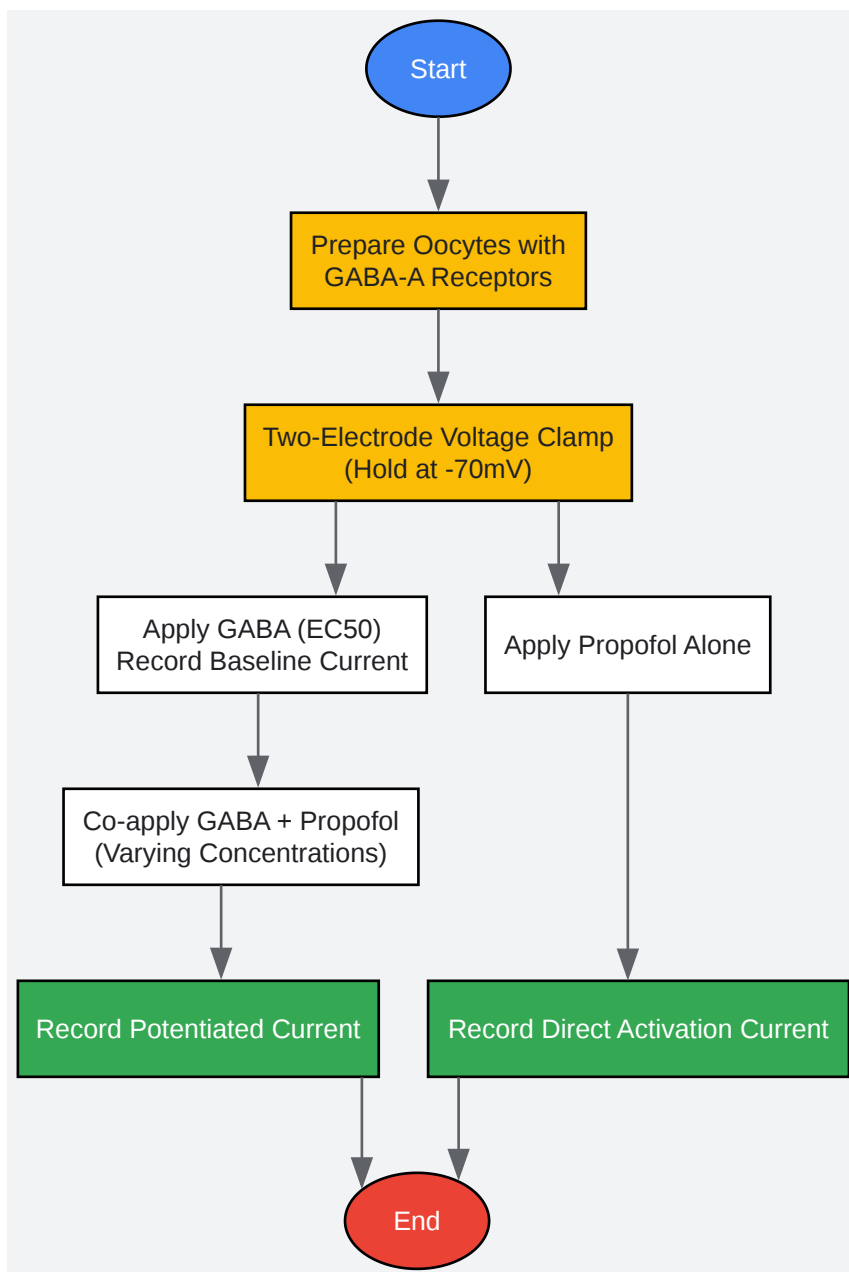 Start
Prepare Oocytes with
GABA-A Receptors
Two-Electrode Voltage Clamp
(Hold at -70mV)
Apply GABA (EC50)
Record Baseline Current
Apply Propofol Alone
Co-apply GABA + Propofol
(Varying Concentrations)
Record Potentiated Current
Record Direct Activation Current
End